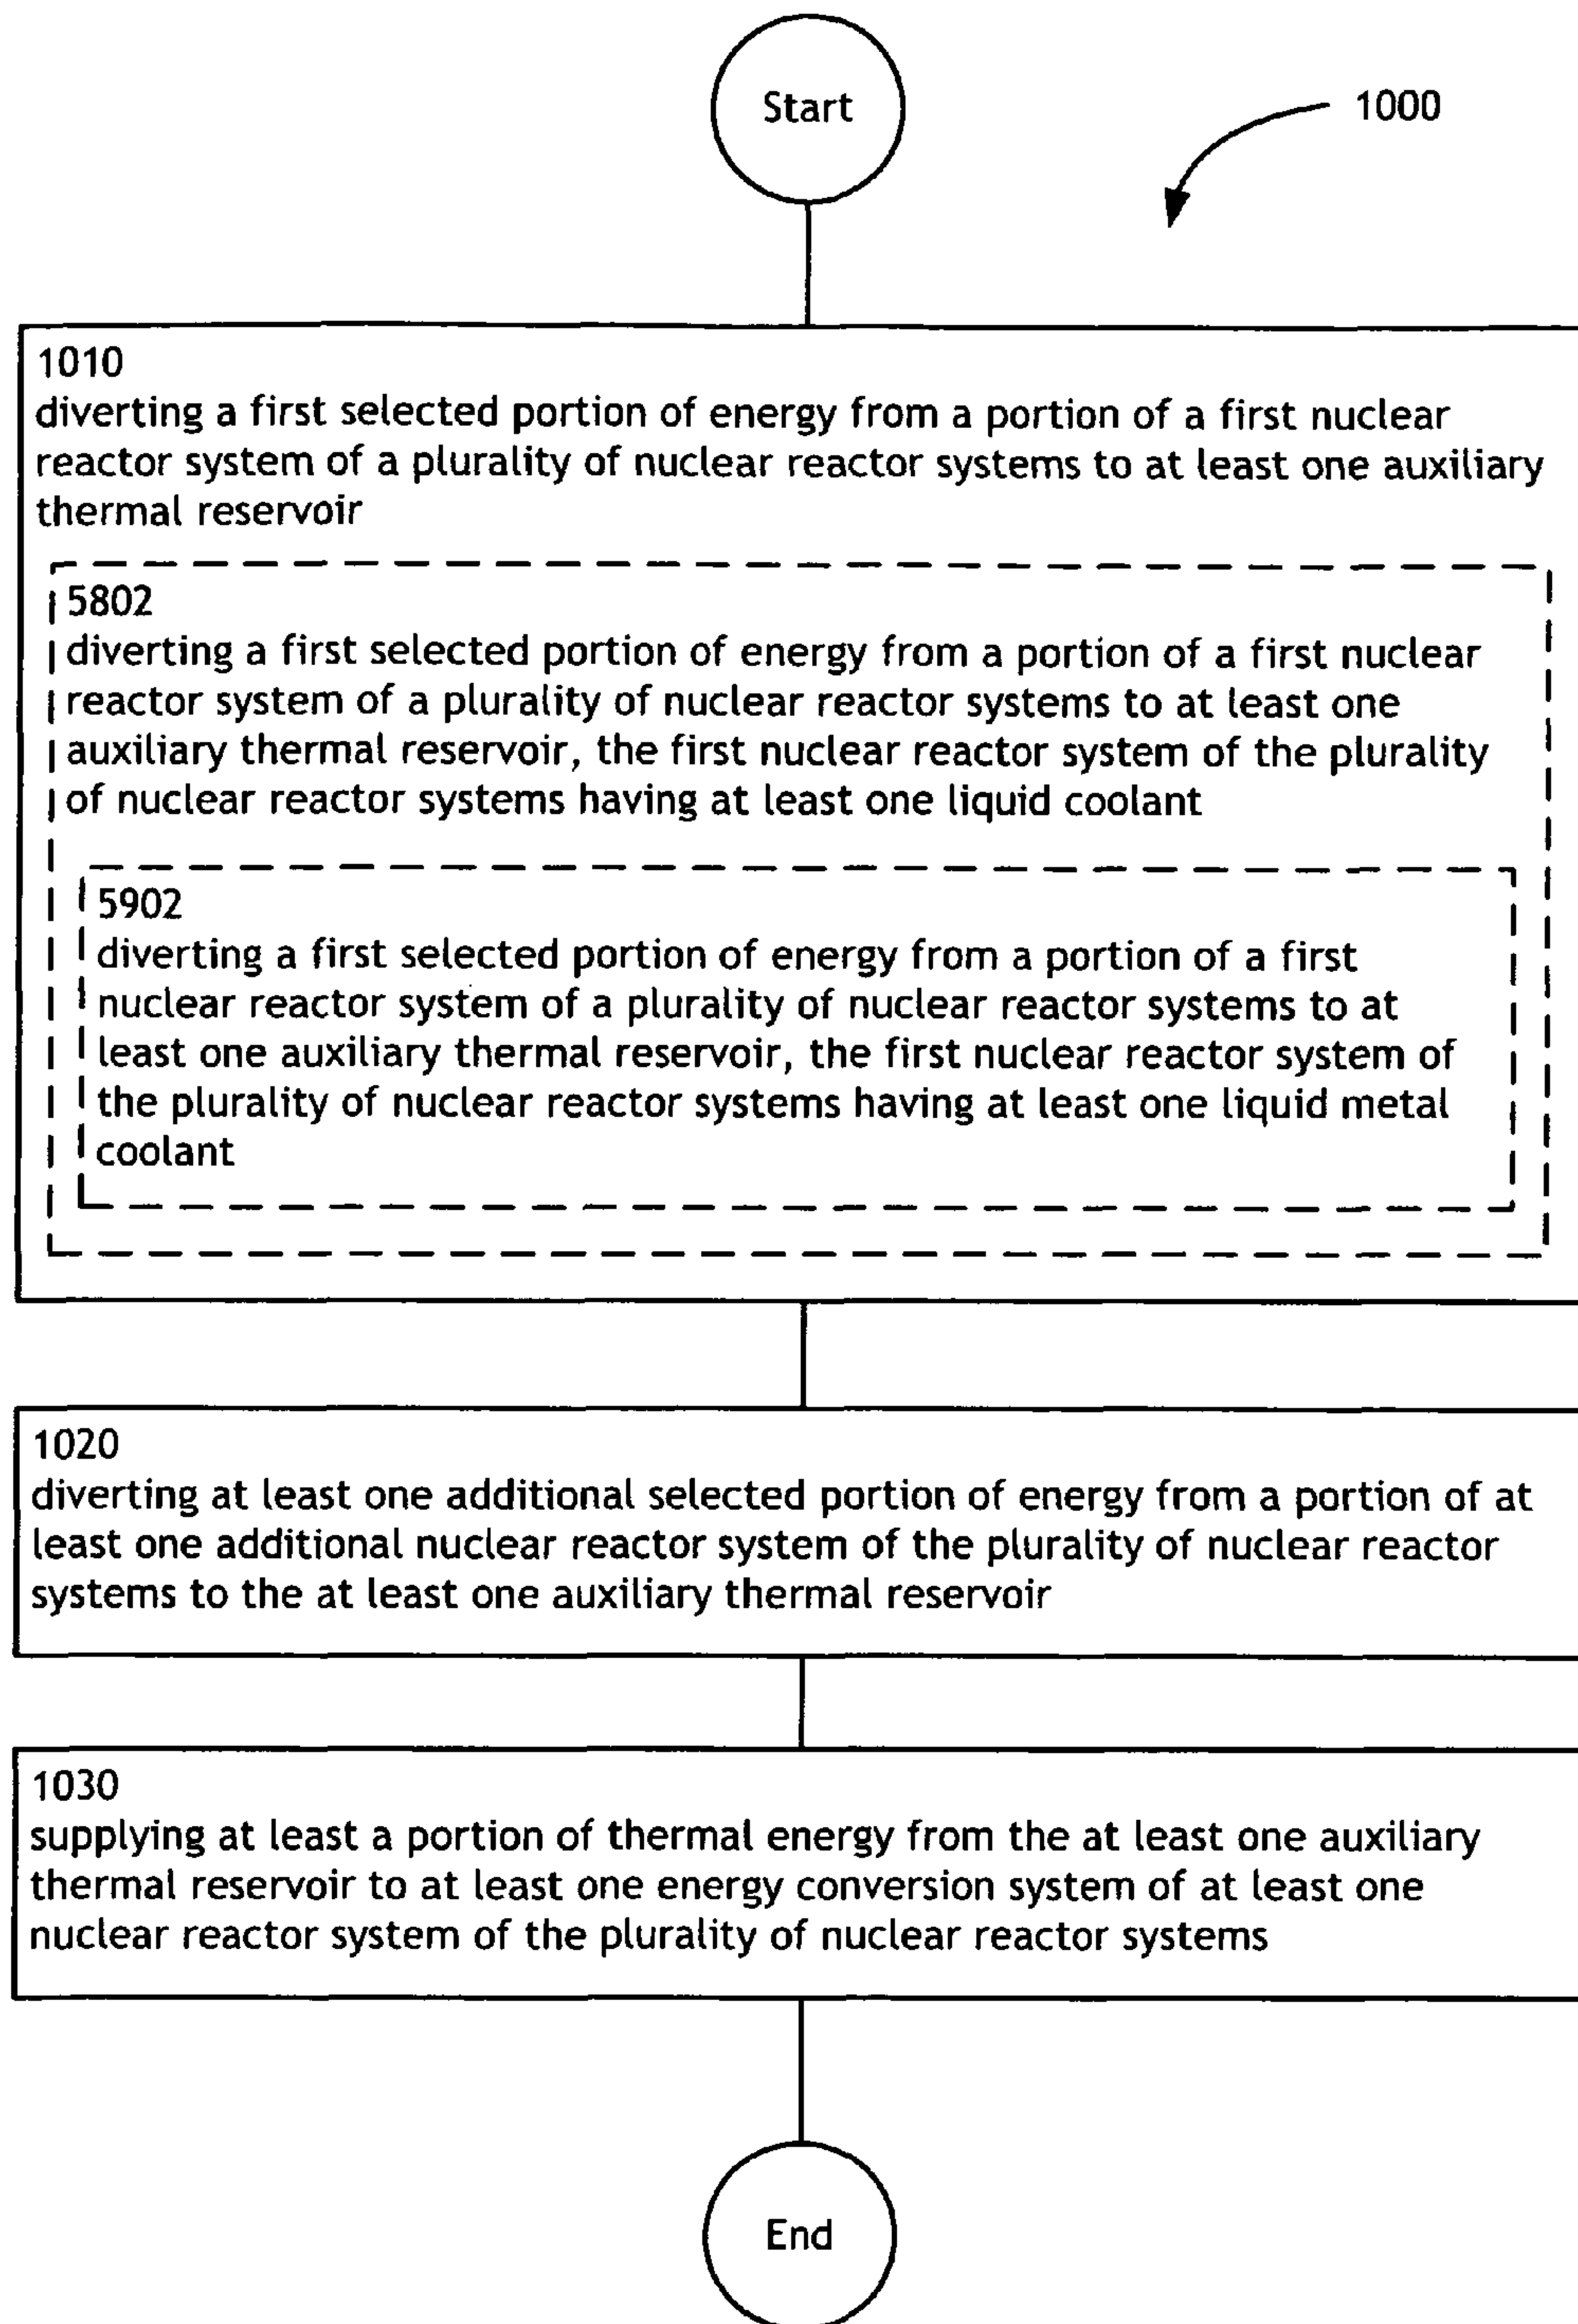 Start
1000
1010
diverting a first selected portion of energy from a portion of a first nuclear
reactor system of a plurality of nuclear reactor systems to at least one auxiliary
thermal reservoir
5802
diverting a first selected portion of energy from a portion of a first nuclear
reactor system of a plurality of nuclear reactor systems to at least one
auxiliary thermal reservoir, the first nuclear reactor system of the plurality
of nuclear reactor systems having at least one liquid coolant
5902
diverting a first selected portion of energy from a portion of a first
nuclear reactor system of a plurality of nuclear reactor systems to at
least one auxiliary thermal reservoir, the first nuclear reactor system of
the plurality of nuclear reactor systems having at least one liquid metal
coolant
1020
diverting at least one additional selected portion of energy from a portion of at
least one additional nuclear reactor system of the plurality of nuclear reactor
systems to the at least one auxiliary thermal reservoir
1030
supplying at least a portion of thermal energy from the at least one auxiliary
thermal reservoir to at least one energy conversion system of at least one
nuclear reactor system of the plurality of nuclear reactor systems
End